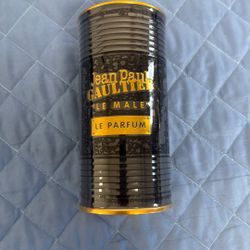 Jean Paul
GAULTIER
"LE MALE"
LE PARFUM